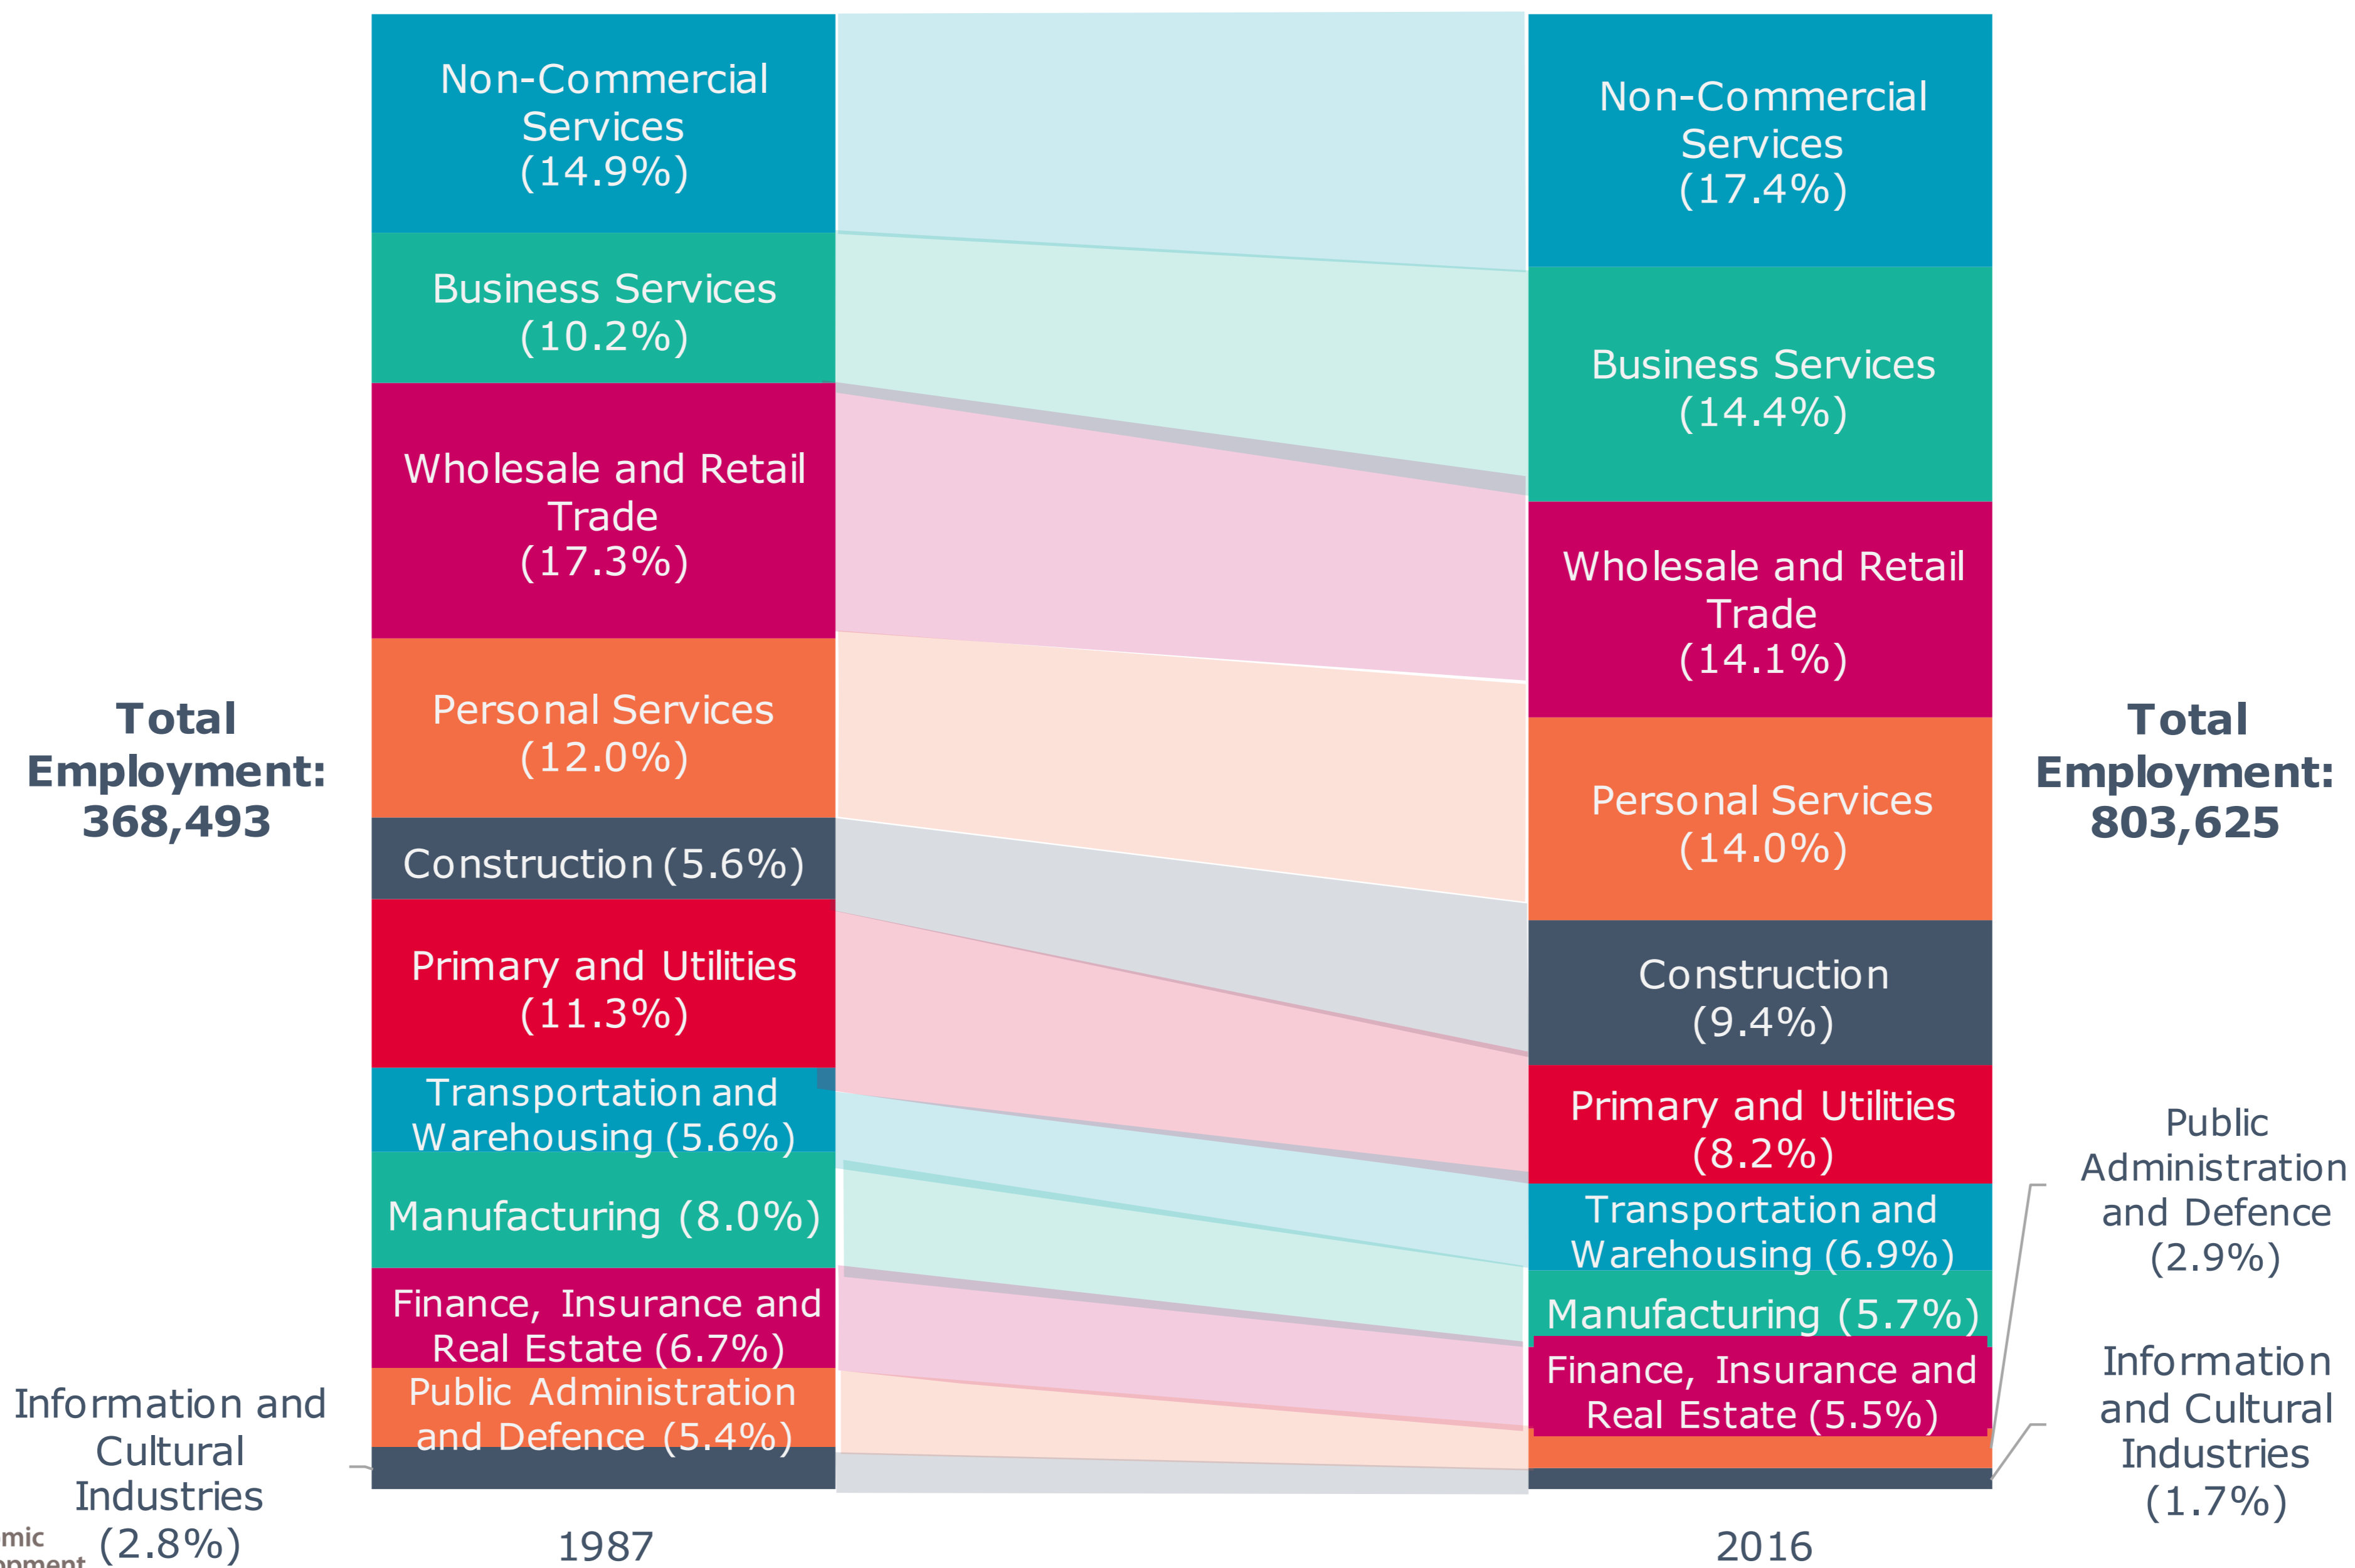 Non-Commercial
Services
(14.9%)
Business Services
(10.2%)
Wholesale and Retail
Trade
(17.3%)
Personal Services
(12.0%)
Construction (5.6%)
Primary and Utilities
(11.3%)
Transportation and
Warehousing (5.6%)
Manufacturing (8.0%)
Finance, Insurance and
Real Estate (6.7%)
Public Administration
and Defence (5.4%)
Total
Employment:
368,493
Information and
Cultural
Industries
(2.8%)
1987
Non-Commercial
Services
(17.4%)
Business Services
(14.4%)
Wholesale and Retail
Trade
(14.1%)
Personal Services
(14.0%)
Construction
(9.4%)
Primary and Utilities
(8.2%)
Transportation and
Warehousing (6.9%)
Manufacturing (5.7%)
Finance, Insurance and
Real Estate (5.5%)
2016
Total
Employment:
803,625
Public
Administration
and Defence
(2.9%)
Information
and Cultural
Industries
(1.7%)